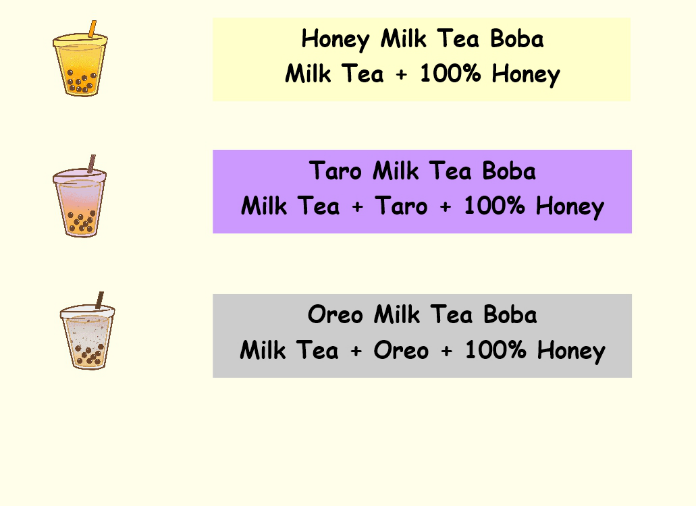 Honey Milk Tea Boba
Milk Tea + 100% Honey
Taro Milk Tea Boba
Milk Tea + Taro + 100% Honey
Oreo Milk Tea Boba
Milk Tea + Oreo + 100% Honey